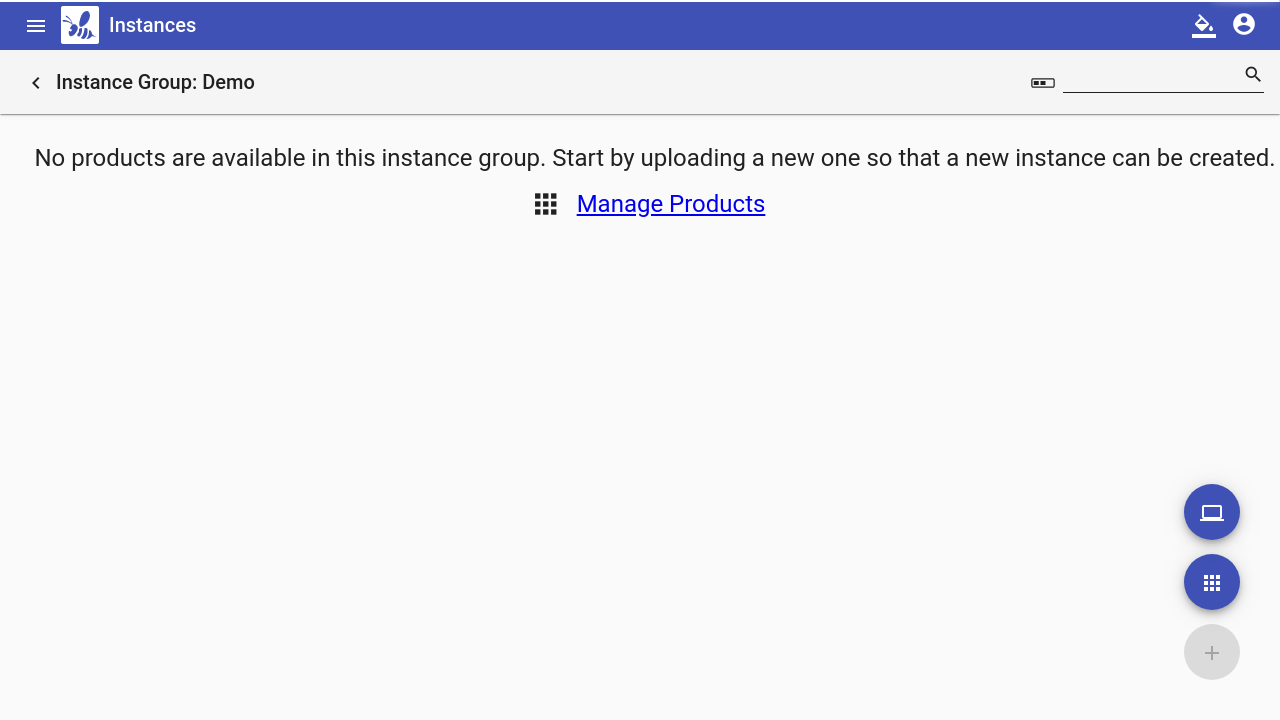 Instances
Instance Group: Demo
No products are available in this instance group. Start by uploading a new one so that a new instance can be created.
Manage Products